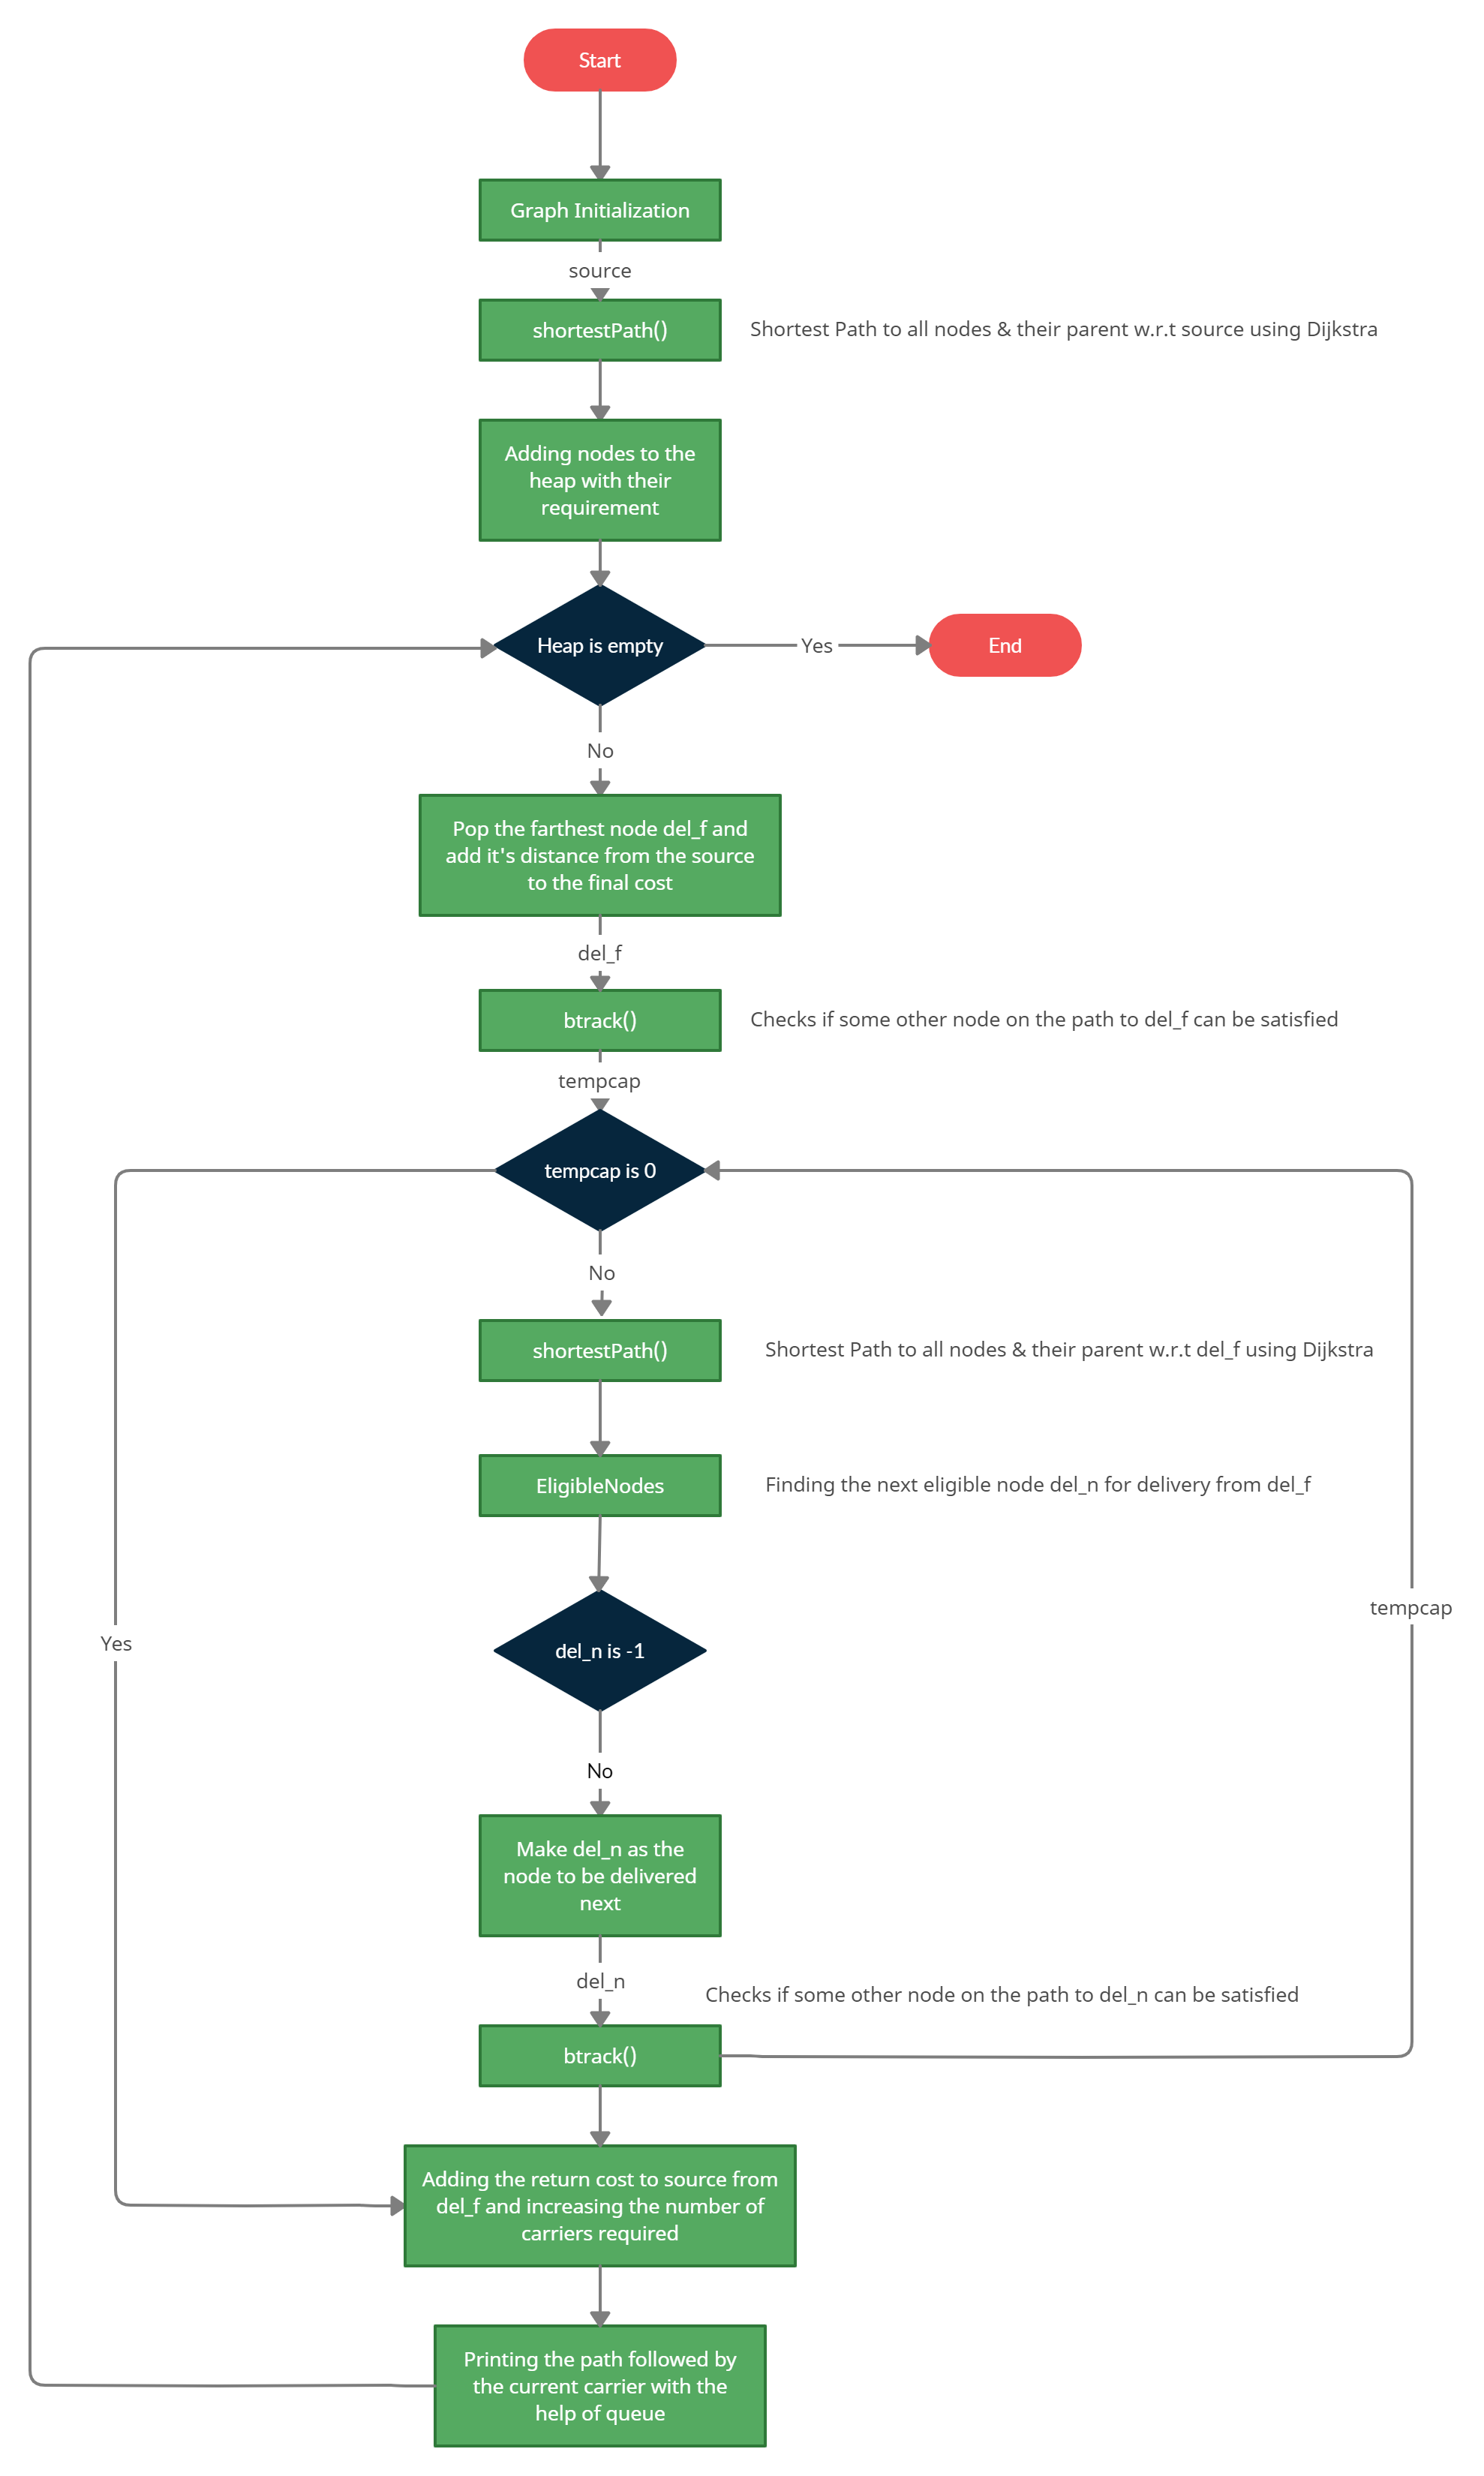 Start
Graph Initialization
source
shortestPath()
Shortest Path to all nodes & their parent w.r.t source using Dijkstra
Adding nodes to the
heap with their
requirement
Heap is empty
Yes
End
No
Pop the farthest node del_f and
add it's distance from the source
to the final cost
del_f
btrack()
Checks if some other node on the path to del_f can be satisfied
tempcap
tempcap is 0
No
shortestPath()
Shortest Path to all nodes & their parent w.r.t del_f using Dijkstra
EligibleNodes
Finding the next eligible node del_n for delivery from del_f
tempcap
Yes
del_n is -1
No
Make del_n as the
node to be delivered
next
del_n
Checks if some other node on the path to del_n can be satisfied
btrack()
Adding the return cost to source from
del_f and increasing the number of
carriers required
Printing the path followed by
the current carrier with the
help of queue